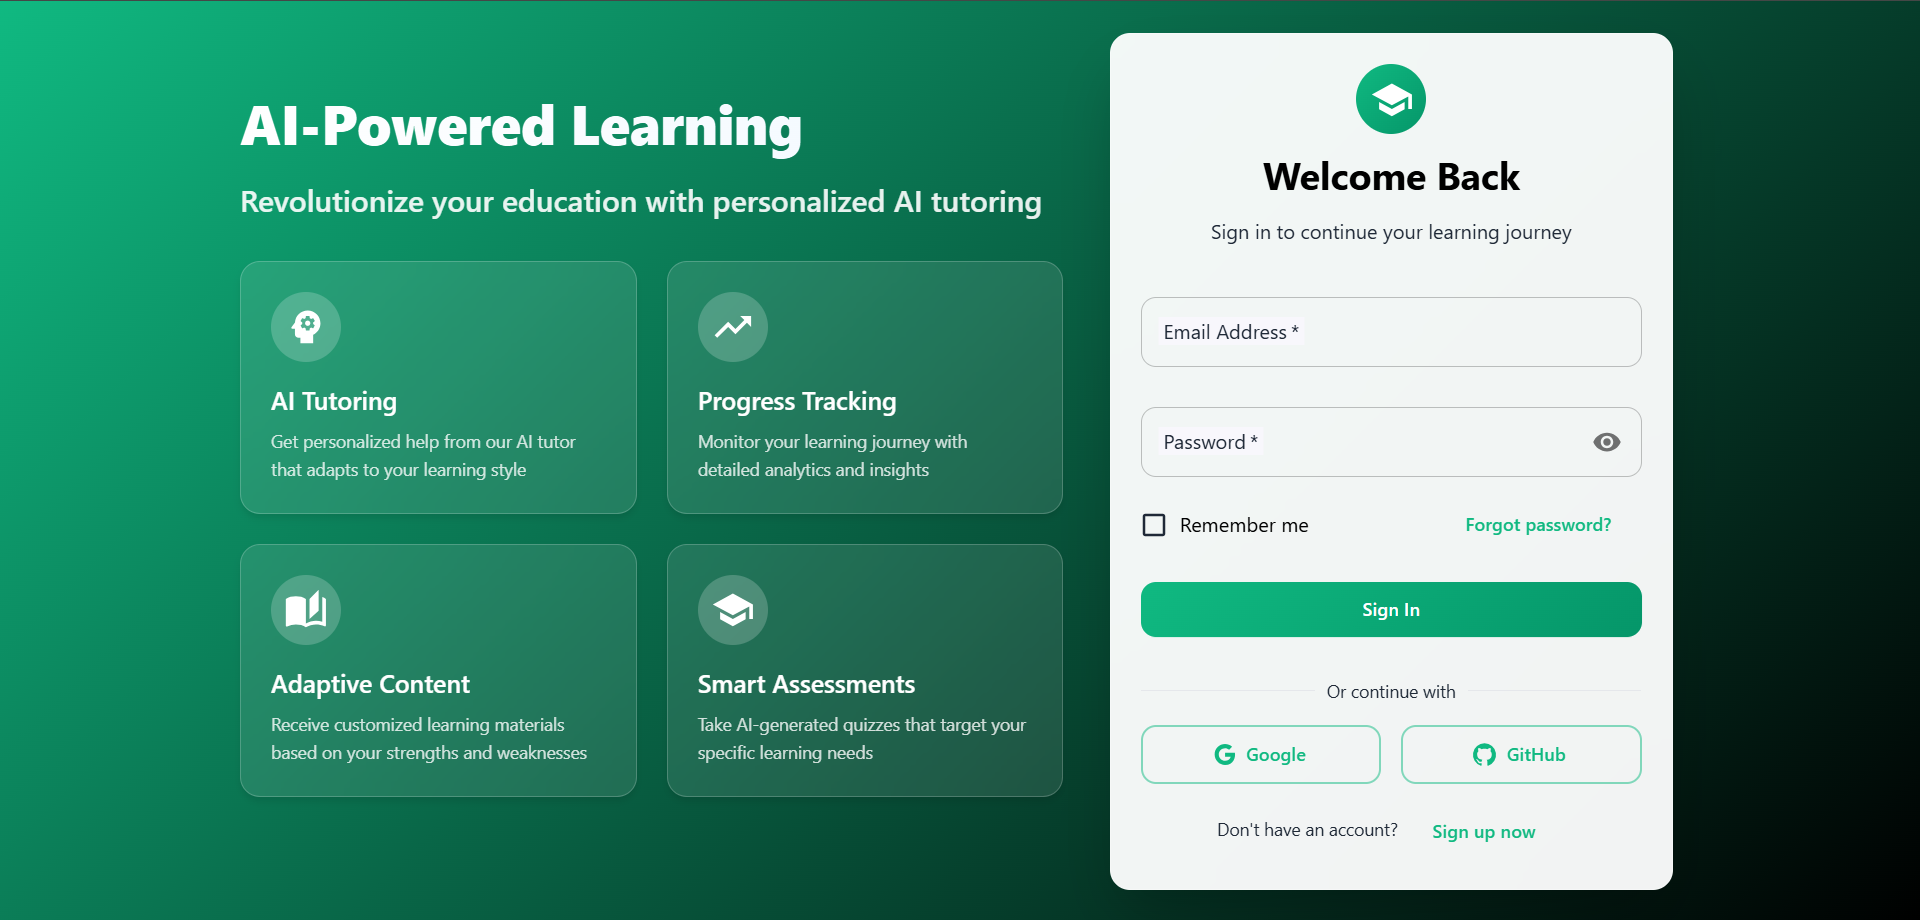 AI-Powered Learning
Revolutionize your education with personalized AI tutoring
AI Tutoring
Get personalized help from our AI tutor
that adapts to your learning style
Progress Tracking
Monitor your learning journey with
detailed analytics and insights
Adaptive Content
Receive customized learning materials
based on your strengths and weaknesses
Smart Assessments
Take AI-generated quizzes that target your
specific learning needs
Welcome Back
Sign in to continue your learning journey
Email Address *
Password *
Remember me
Forgot password?
Sign In
Or continue with
Google
GitHub
Don't have an account? Sign up now